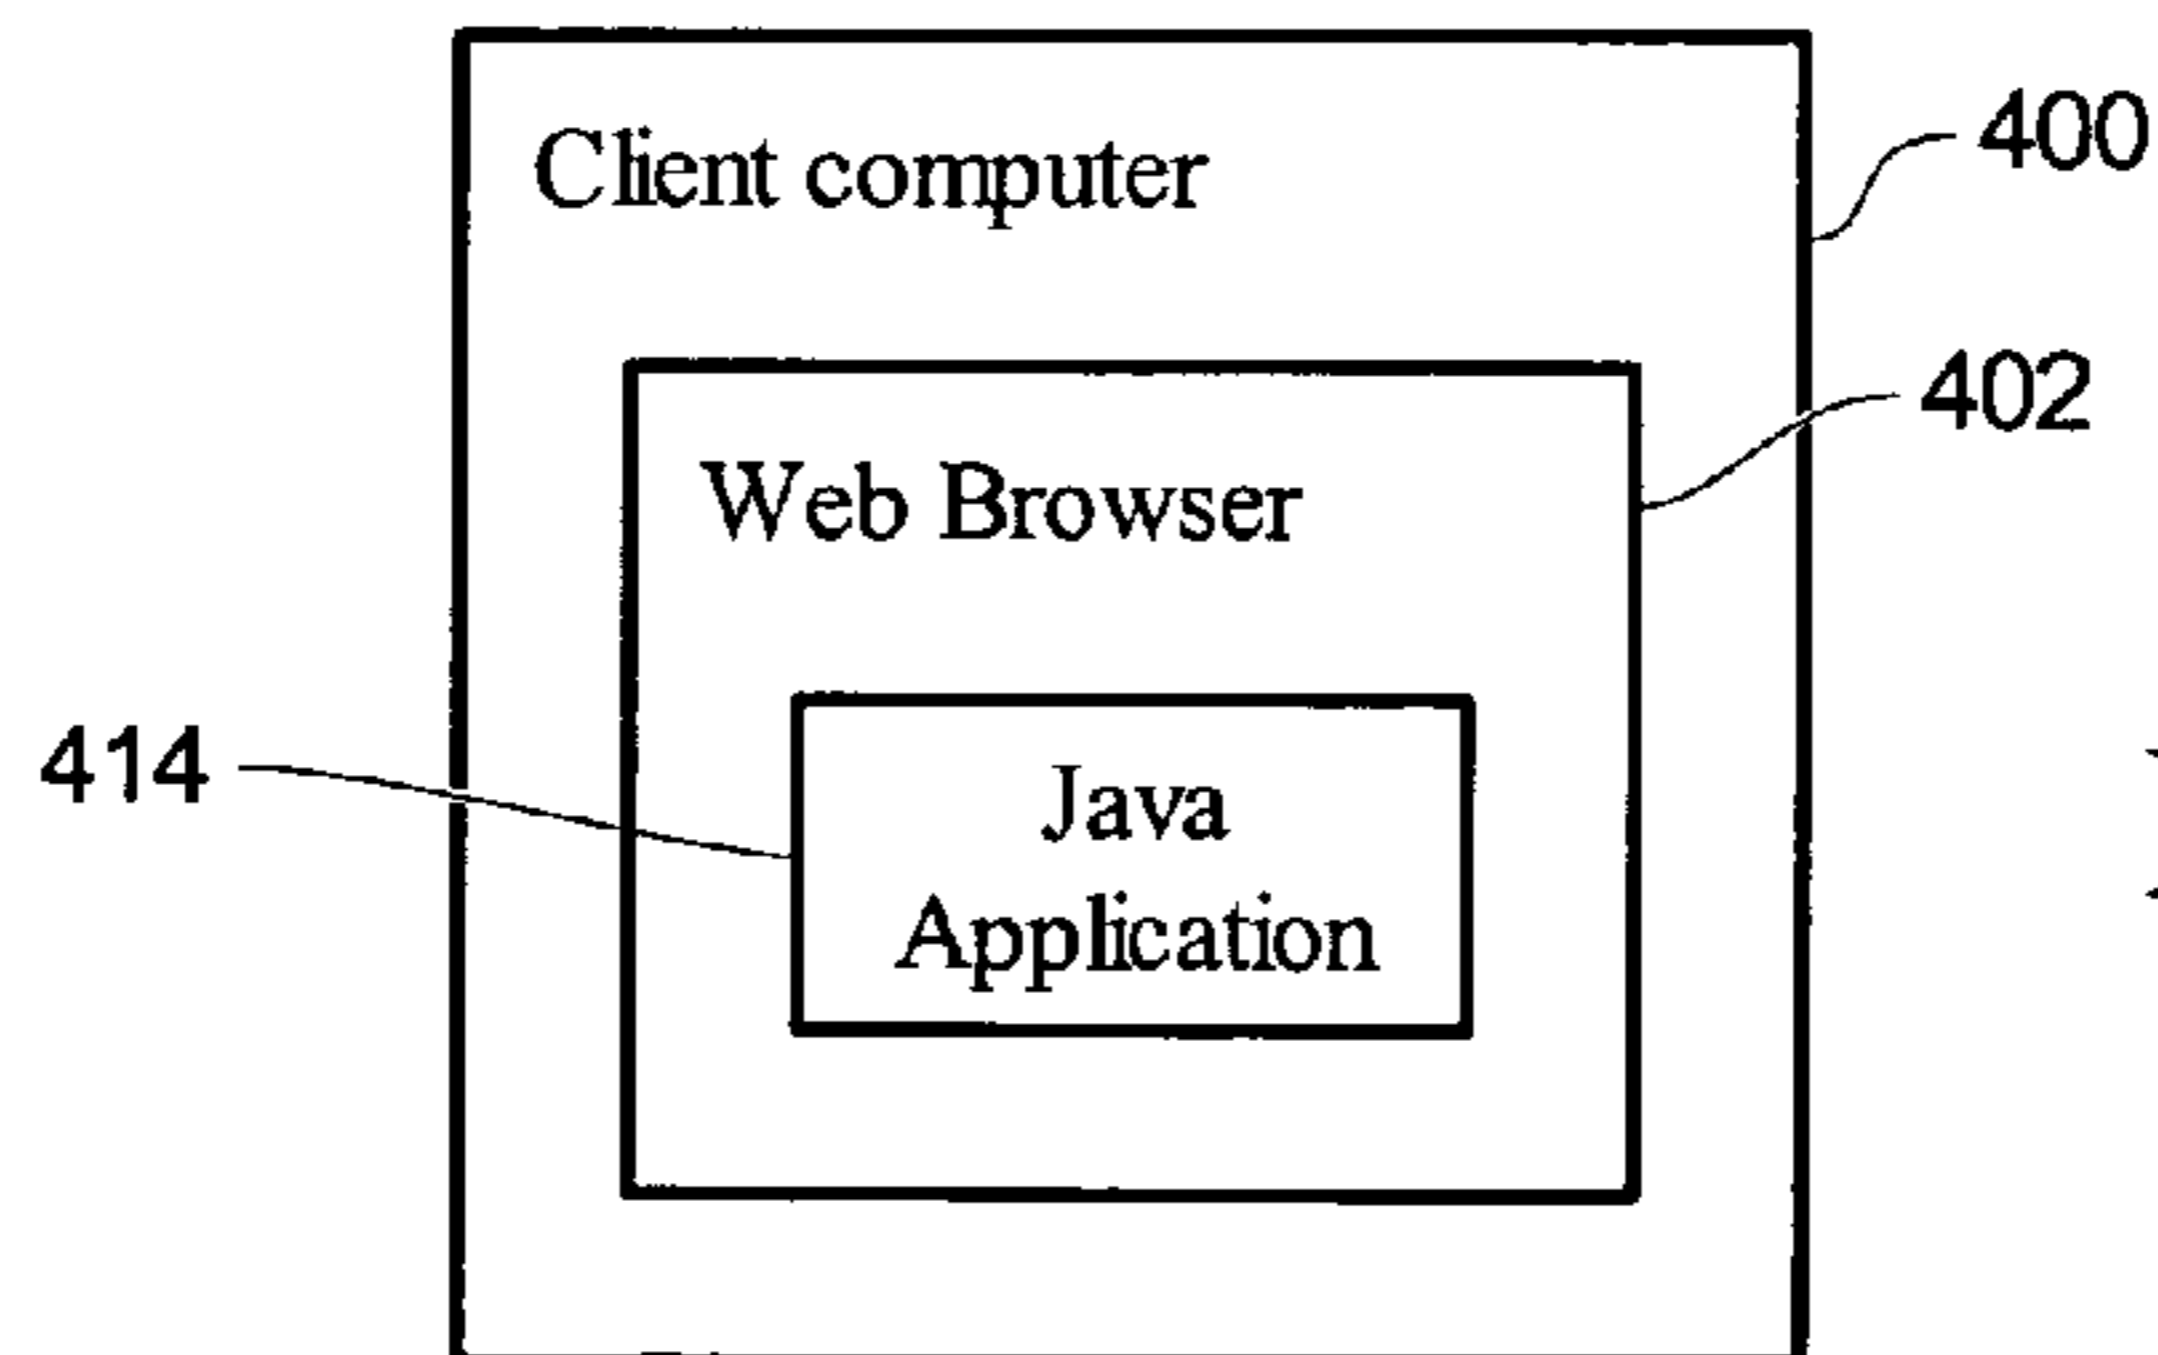 Client computer
400
402
Web Browser
414
Java
Application